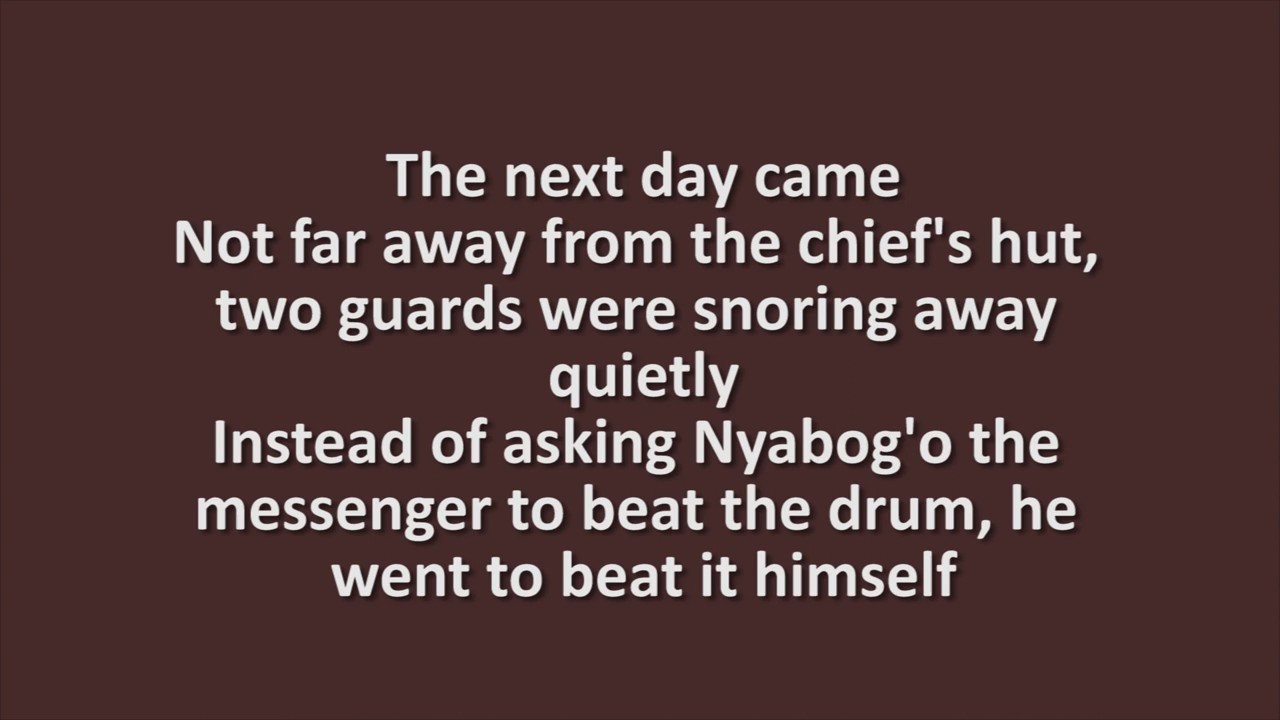 The next day came
Not far away from the chief's hut,
two guards were snoring away
quietly
Instead of asking Nyabog'o the
messenger to beat the drum, he
went to beat it himself